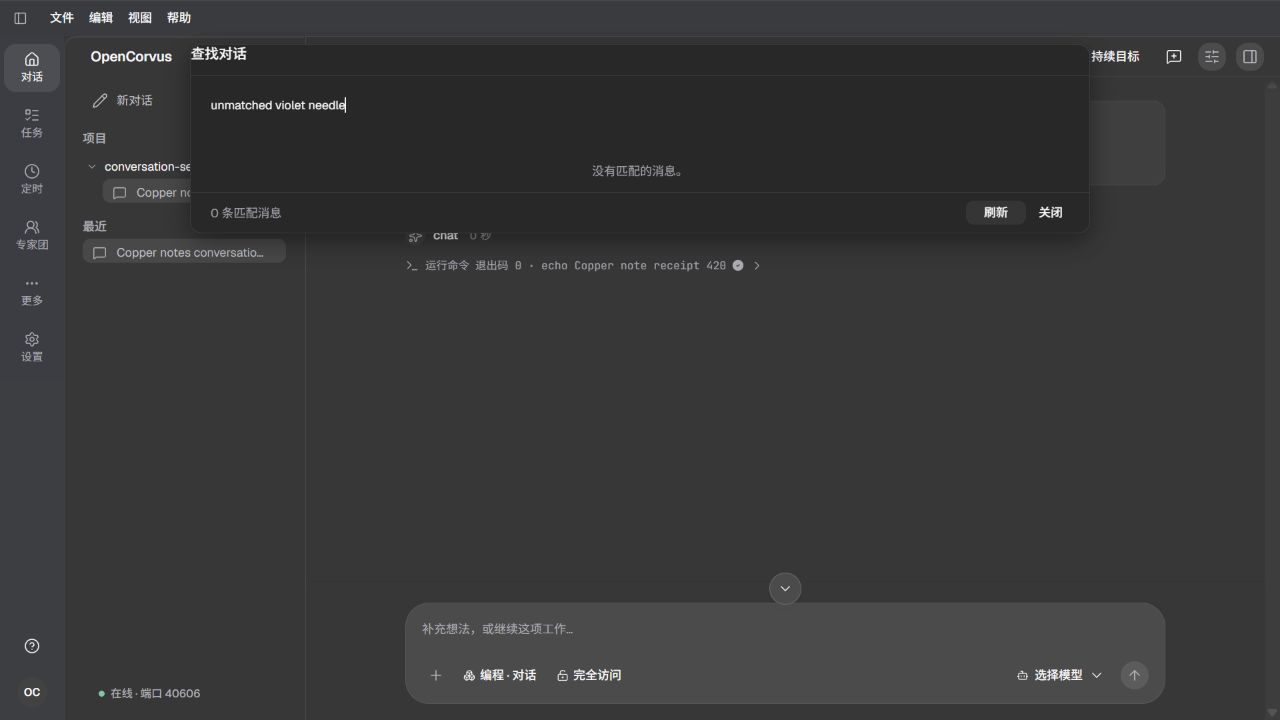 文件 编辑 视图 帮助
对话
任务
定时
专家团
更多
设置
OC
OpenCorvus
新对话
项目
conversation-se
Copper no
最近
Copper notes conversatio...
在线 · 端口 40606
持续目标
查找对话
unmatched violet needle
没有匹配的消息。
0 条匹配消息
刷新 关闭
chat 0 秒
>_ 运行命令 退出码 0 · echo Copper note receipt 420
补充想法，或继续这项工作...
编程 · 对话 完全访问 选择模型